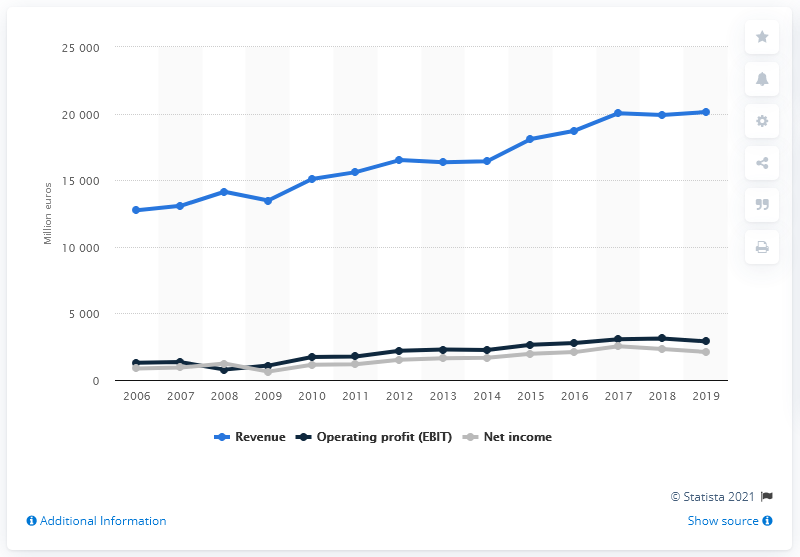 25 000
20 000
15 000
10 000
5 000
0
Million euros
2006 2007 2008 2009 2010 2011 2012 2013 2014 2015 2016 2017 2018 2019
Revenue Operating profit (EBIT) Net income
© Statista 2021
Additional Information Show source